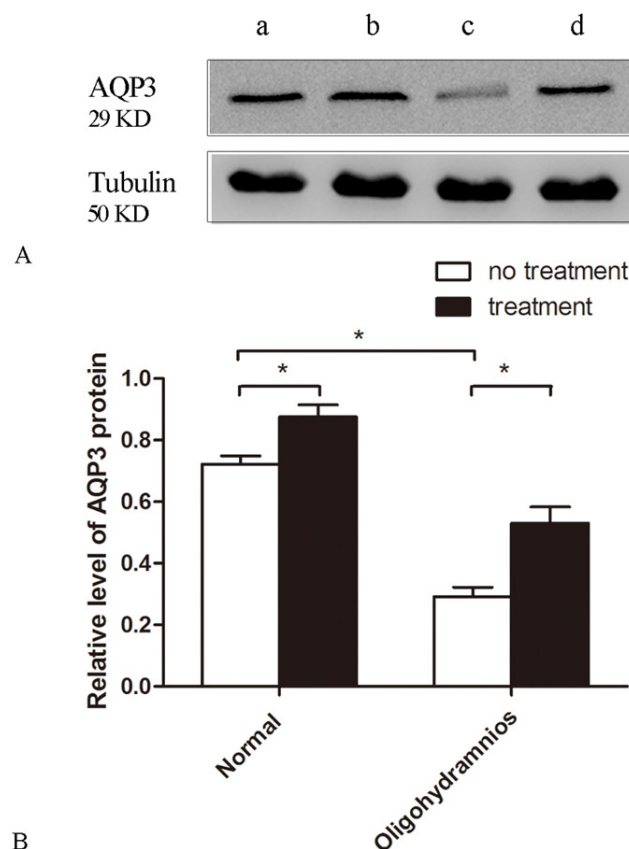 a b c d
AQP3
29 KD
Tubulin
50 KD
A
no treatment
treatment
*
* *
Relative level of AQP3 protein
1.0
0.8
0.6
0.4
0.2
0.0
Normal
Oligohydramnios
B